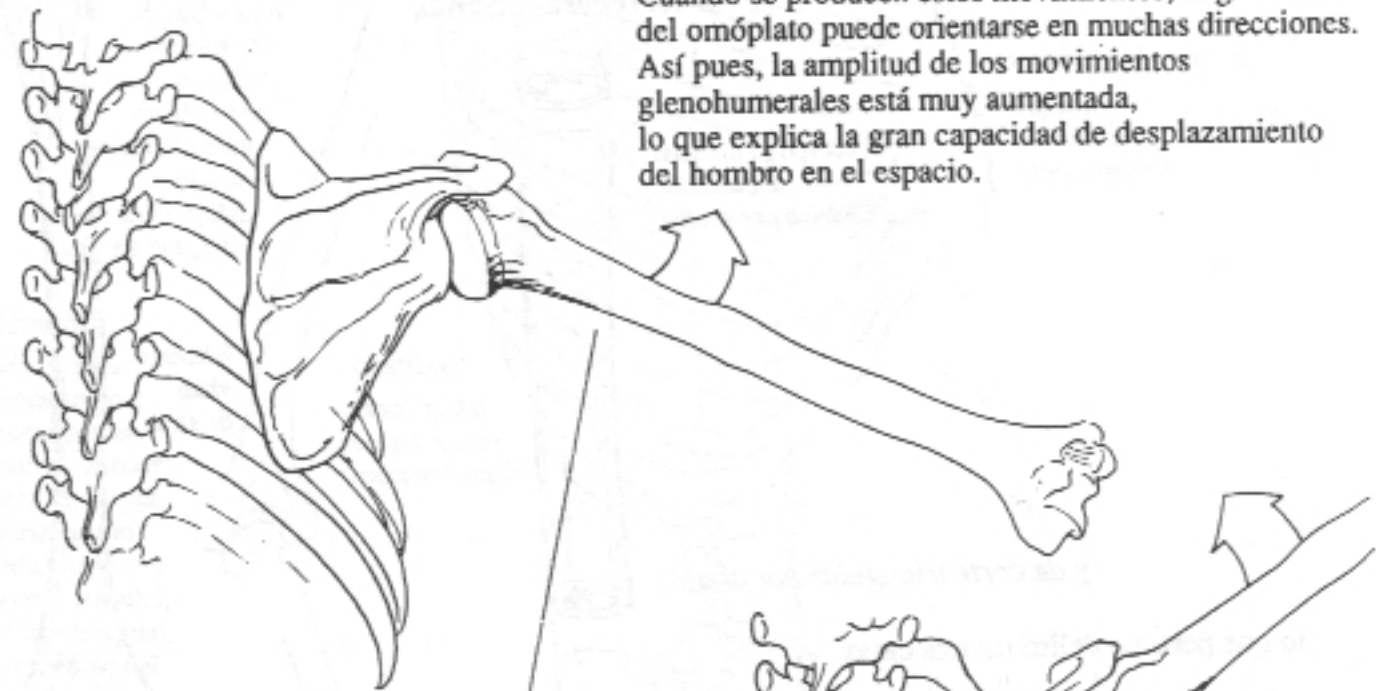 del omóplato puede orientarse en muchas direcciones.
Así pues, la amplitud de los movimientos
glenohumerales está muy aumentada,
lo que explica la gran capacidad de desplazamiento
del hombro en el espacio.